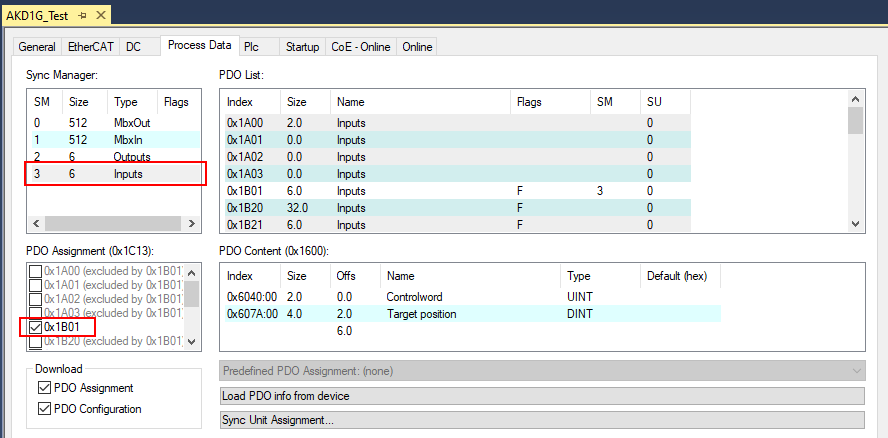 AKD1G_Test
General EtherCAT DC Process Data Plc Startup CoE - Online Online
Sync Manager:
SM Size Type Flags
0 512 MbxOut
1 512 MbxIn
2 6 Outputs
3 6 Inputs
PDO List:
Index Size Name Flags SM SU
0x1A00 2.0 Inputs 0
0x1A01 0.0 Inputs 0
0x1A02 0.0 Inputs 0
0x1A03 0.0 Inputs 0
0x1B01 6.0 Inputs F 3 0
0x1B20 32.0 Inputs F 0
0x1B21 6.0 Inputs F 0
PDO Assignment (0x1C13):
0x1A00 (excluded by 0x1B01)
0x1A01 (excluded by 0x1B01)
0x1A02 (excluded by 0x1B01)
0x1A03 (excluded by 0x1B01)
0x1B01
0x1B20 (excluded by 0x1B01)
PDO Content (0x1600):
Index Size Offs Name Type Default (hex)
0x6040:00 2.0 0.0 Controlword UINT
0x607A:00 4.0 2.0 Target position DINT
6.0
Download
PDO Assignment
PDO Configuration
Predefined PDO Assignment: (none)
Load PDO info from device
Sync Unit Assignment...